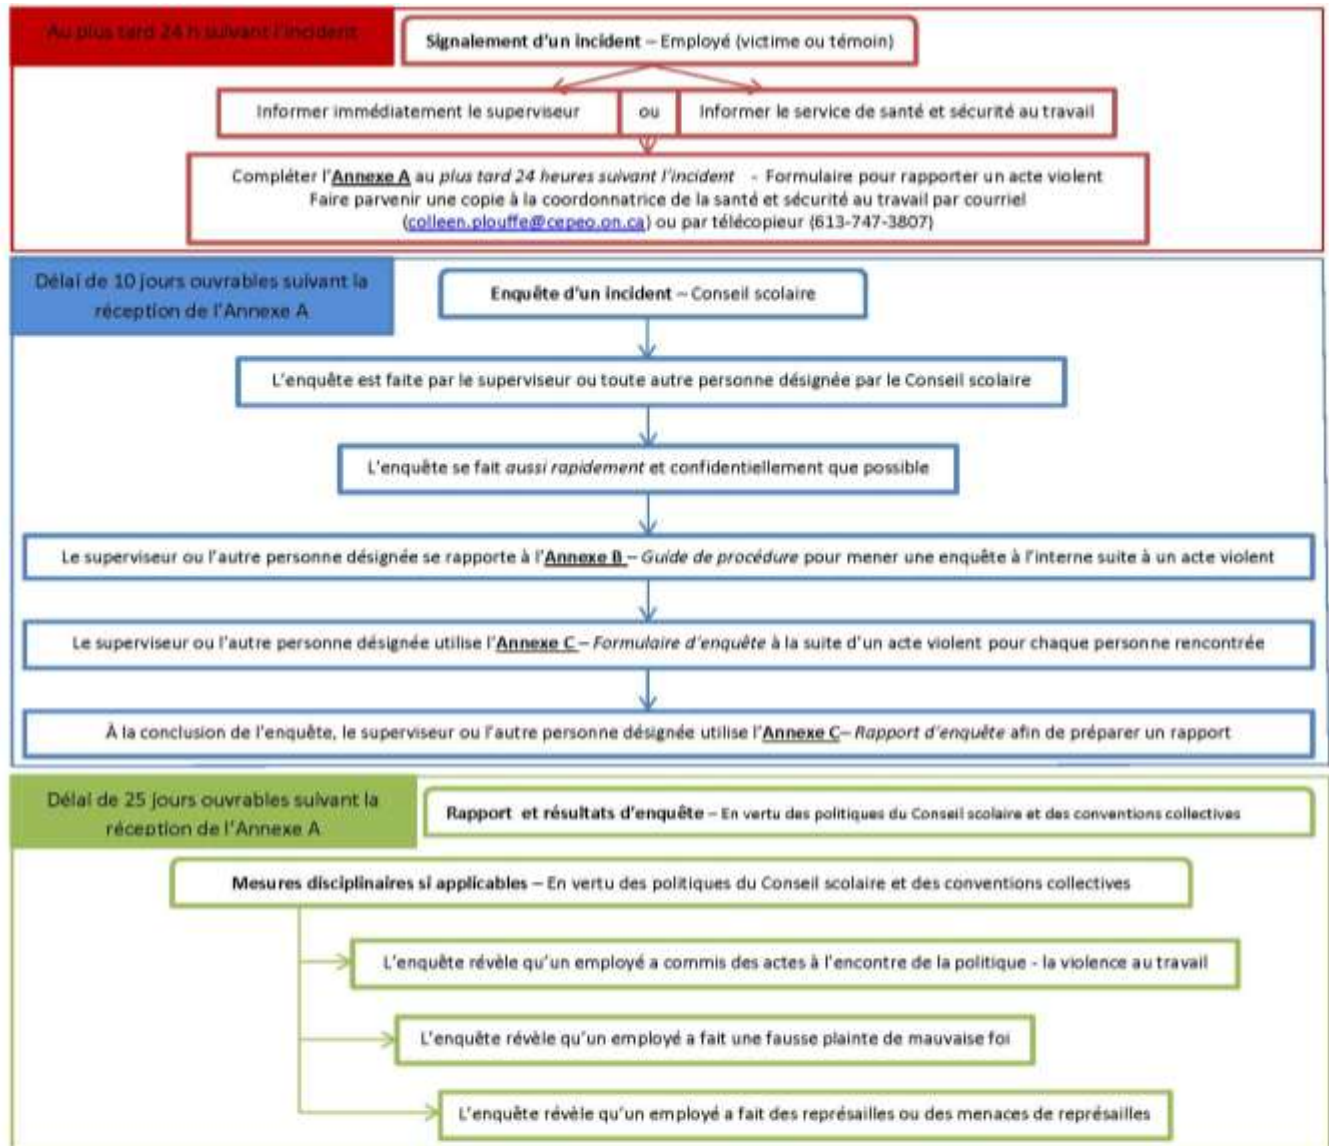 Au plus tard 24 h suivant l'incident
Signalement d'un incident – Employé (victime ou témoin)
Informer immédiatement le superviseur
ou
Informer le service de santé et sécurité au travail
Compléter l'Annexe A au plus tard 24 heures suivant l'incident - Formulaire pour rapporter un acte violent
Faire parvenir une copie à la coordonnatrice de la santé et sécurité au travail par courriel
(colleen.plouffe@cepeo.on.ca) ou par télécopieur (613-747-3807)
Délai de 10 jours ouvrables suivant la
réception de l'Annexe A
Enquête d'un incident – Conseil scolaire
L'enquête est faite par le superviseur ou toute autre personne désignée par le Conseil scolaire
L'enquête se fait aussi rapidement et confidentiellement que possible
Le superviseur ou l'autre personne désignée se rapporte à l'Annexe B – Guide de procédure pour mener une enquête à l'interne suite à un acte violent
Le superviseur ou l'autre personne désignée utilise l'Annexe C – Formulaire d'enquête à la suite d'un acte violent pour chaque personne rencontrée
À la conclusion de l'enquête, le superviseur ou l'autre personne désignée utilise l'Annexe C– Rapport d'enquête afin de préparer un rapport
Délai de 25 jours ouvrables suivant la
réception de l'Annexe A
Rapport et résultats d'enquête – En vertu des politiques du Conseil scolaire et des conventions collectives
Mesures disciplinaires si applicables – En vertu des politiques du Conseil scolaire et des conventions collectives
L'enquête révèle qu'un employé a commis des actes à l'encontre de la politique - la violence au travail
L'enquête révèle qu'un employé a fait une fausse plainte de mauvaise foi
L'enquête révèle qu'un employé a fait des représailles ou des menaces de représailles